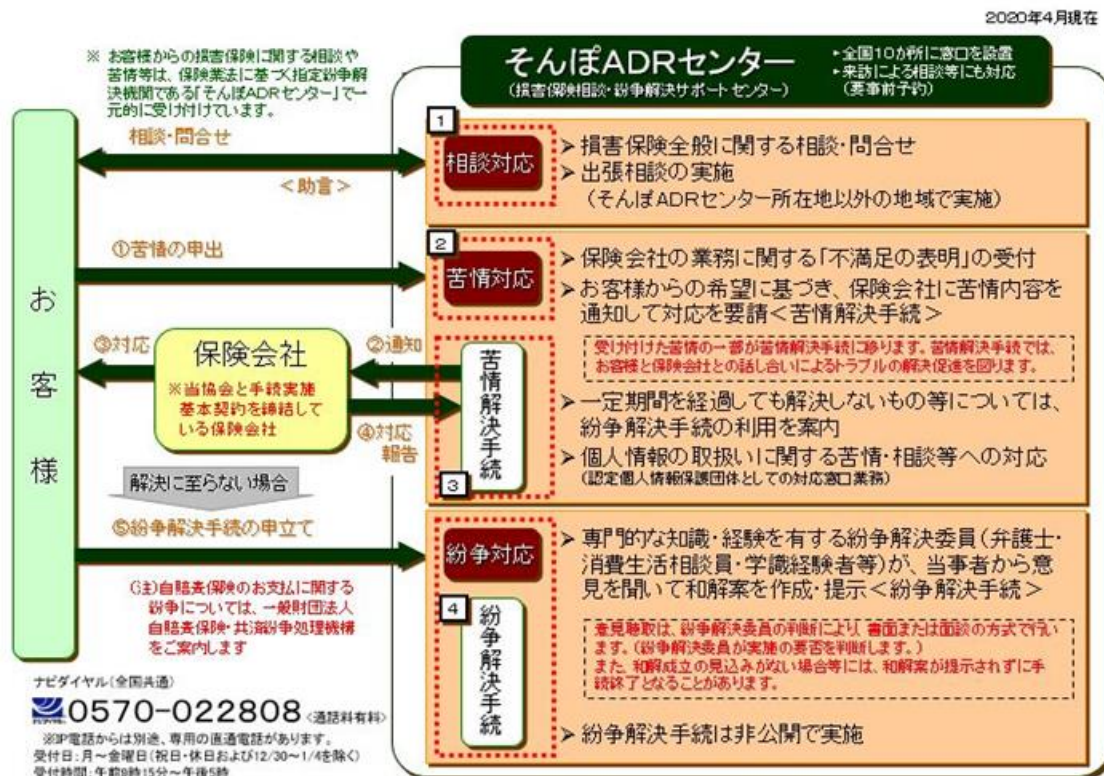 2020年4月現在
※ お客様からの損害保険に関する相談や
苦情等は、保険業法に基づく指定紛争解
決機関である「そんぽADRセンター」で一
元的に受け付けています。
そんぽADRセンター
(損害保険相談・紛争解決サポートセンター)
▸全国10か所に窓口を設置
▸来訪による相談等にも対応
(要事前予約)
お客様
相談・問合せ
<助言>
1
相談対応
➢ 損害保険全般に関する相談・問合せ
➢ 出張相談の実施
(そんぽADRセンター所在地以外の地域で実施)
①苦情の申出
2
苦情対応
➢ 保険会社の業務に関する「不満足の表明」の受付
➢ お客様からの希望に基づき、保険会社に苦情内容を
通知して対応を要請<苦情解決手続>
受け付けた苦情の一部が苦情解決手続に移ります。苦情解決手続では、
お客様と保険会社との話し合いによるトラブルの解決促進を図ります。
➢ 一定期間を経過しても解決しないもの等については、
紛争解決手続の利用を案内
➢ 個人情報の取扱いに関する苦情・相談等への対応
(認定個人情報保護団体としての対応窓口業務)
③対応
保険会社
※当協会と手続実施
基本契約を締結して
いる保険会社
②通知
④対応
報告
苦情解決手続
3
解決に至らない場合
⑤紛争解決手続の申立て
紛争対応
4
紛争解決手続
➢ 専門的な知識・経験を有する紛争解決委員(弁護士・
消費生活相談員・学識経験者等)が、当事者から意
見を聞いて和解案を作成・提示<紛争解決手続>
意見聴取は、紛争解決委員の判断により、書面または面談の方式で行い
ます。(紛争解決委員が実施の要否を判断します。)
また、和解成立の見込みがない場合等には、和解案が提示されずに手
続終了となることがあります。
➢ 紛争解決手続は非公開で実施
(注)自賠責保険のお支払に関する
紛争については、一般財団法人
自賠責保険・共済紛争処理機構
をご案内します
ナビダイヤル(全国共通)
ナビダイヤル
0570-022808 <通話料有料>
※IP電話からは別途、専用の直通電話があります。
受付日:月~金曜日(祝日・休日および12/30~1/4を除く)
受付時間:午前9時15分~午後5時